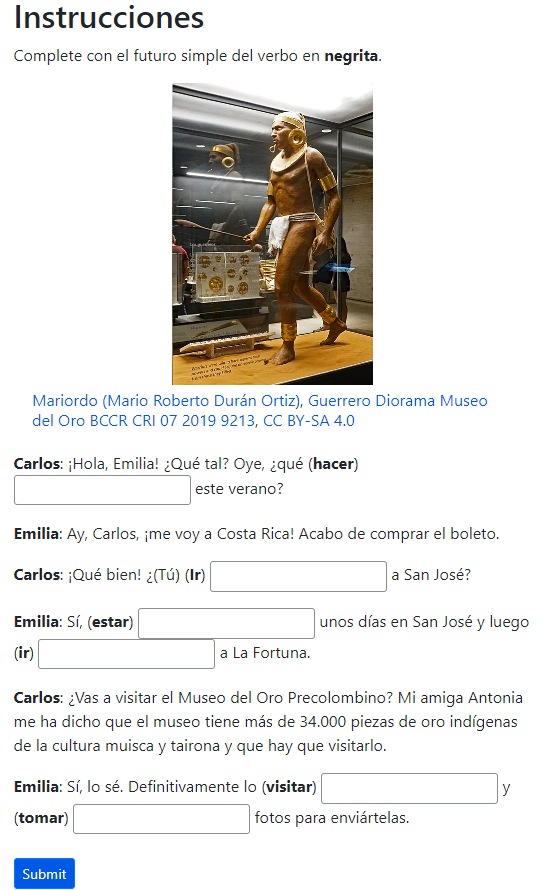 Instrucciones
Complete con el futuro simple del verbo en negrita.
Mariordo (Mario Roberto Durán Ortiz), Guerrero Diorama Museo
del Oro BCCR CRI 07 2019 9213, CC BY-SA 4.0
Carlos: ¡Hola, Emilia! ¿Qué tal? Oye, ¿qué (hacer)
este verano?
Emilia: Ay, Carlos, ¡me voy a Costa Rica! Acabo de comprar el boleto.
Carlos: ¡Qué bien! ¿(Tú) (Ir) a San José?
Emilia: Sí, (estar) unos días en San José y luego
(ir) a La Fortuna.
Carlos: ¿Vas a visitar el Museo del Oro Precolombino? Mi amiga Antonia
me ha dicho que el museo tiene más de 34.000 piezas de oro indígenas
de la cultura muisca y tairona y que hay que visitarlo.
Emilia: Sí, lo sé. Definitivamente lo (visitar) y
(tomar) fotos para enviártelas.
Submit